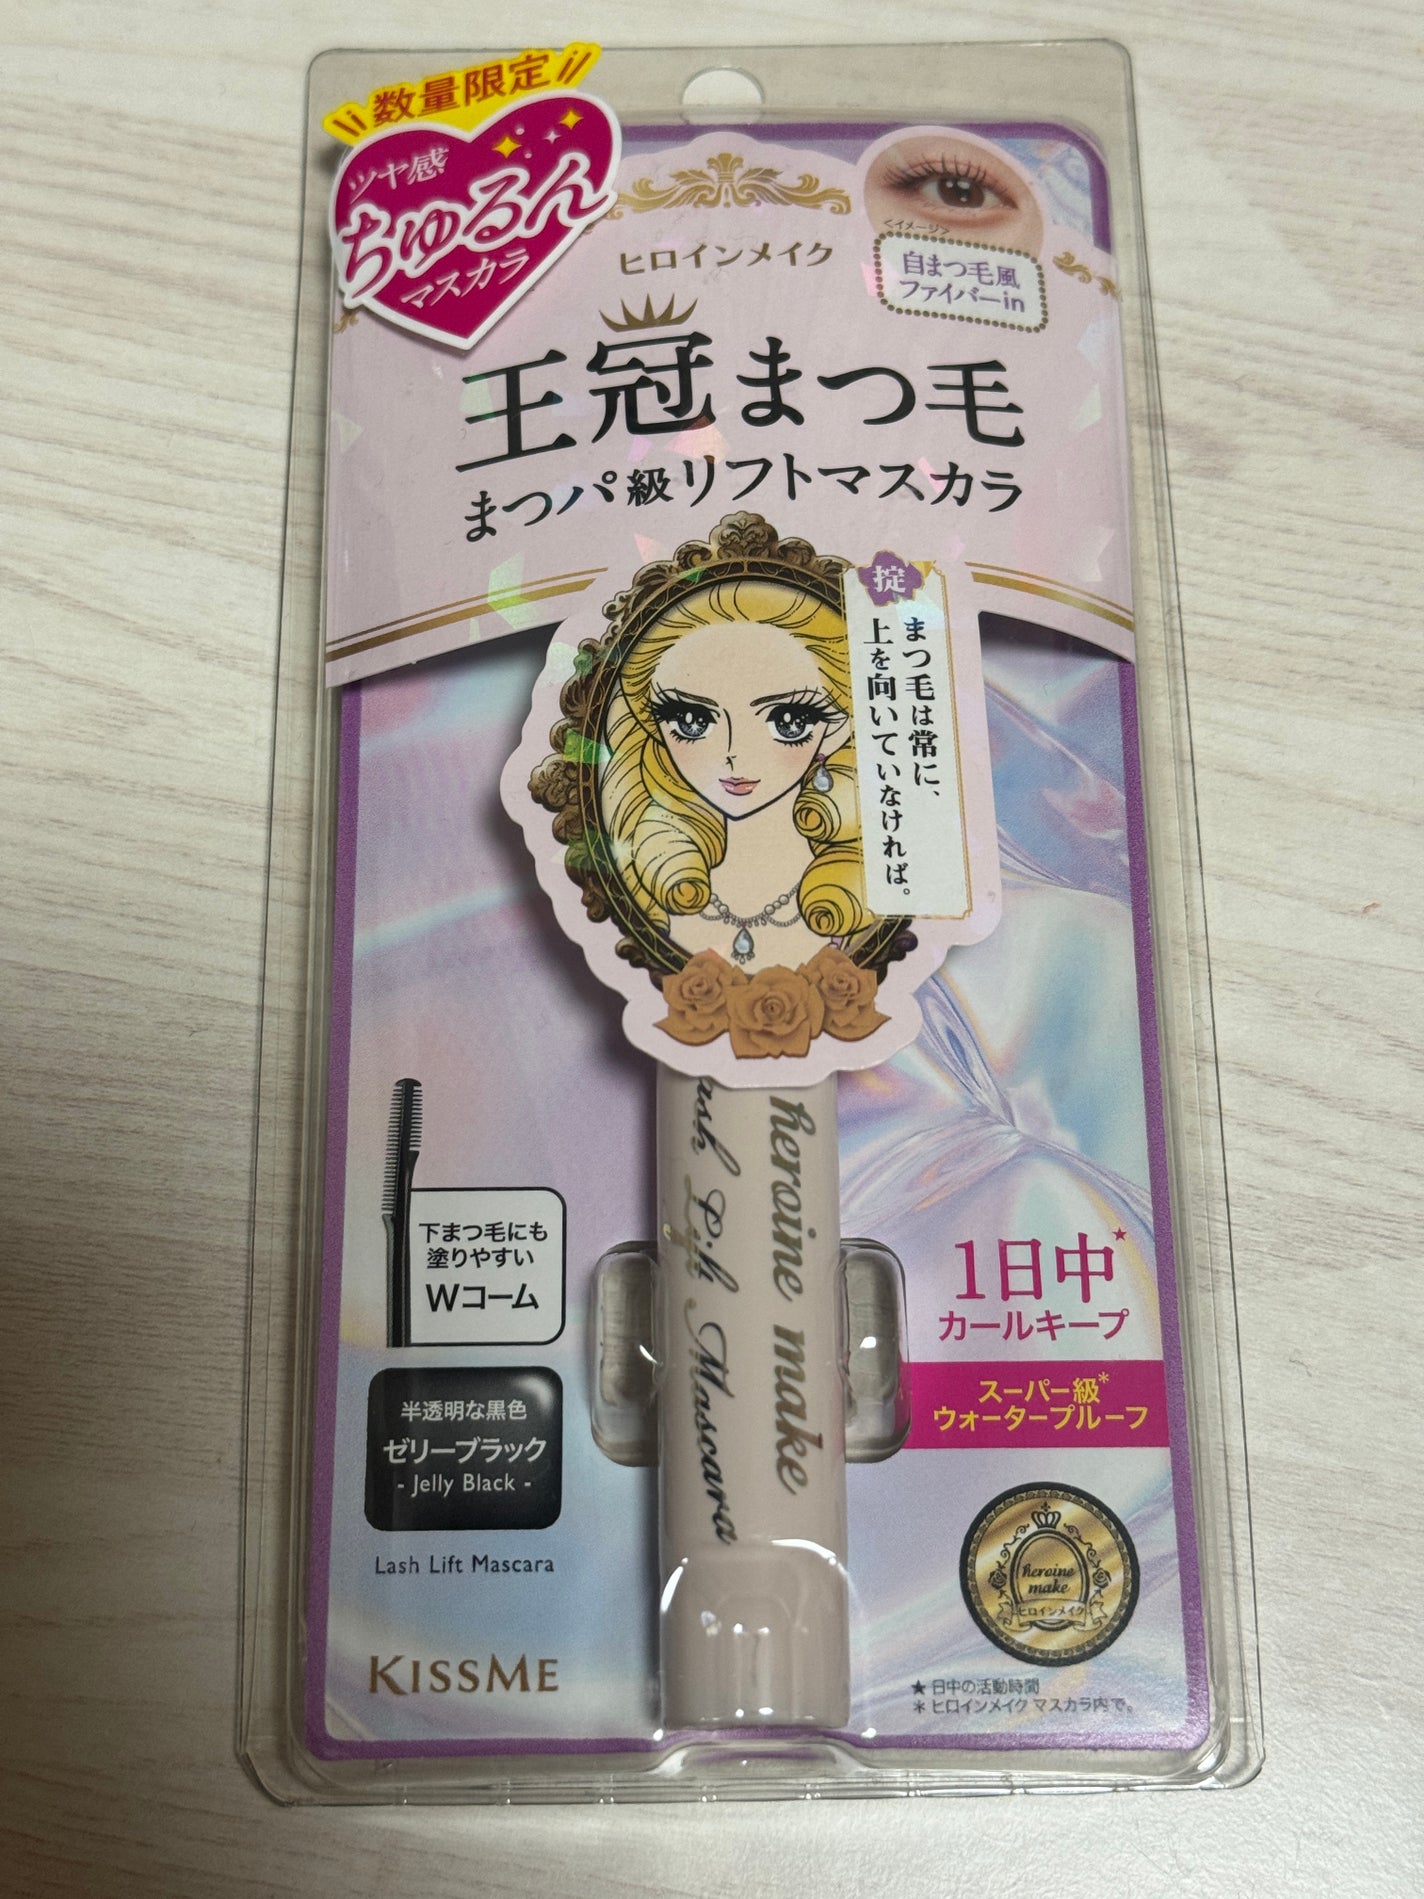 数量限定
ツヤ感
ちゅるん
マスカラ
<イメージ>
自まつ毛風
ファイバーin
ヒロインメイク
王冠まつ毛
まつパ級リフトマスカラ
掟
まつ毛は常に、
上を向いていなければ。
heroine make
Mascara
下まつ毛にも
塗りやすい
Wコーム
半透明な黒色
ゼリーブラック
- Jelly Black -
Lash Lift Mascara
KISSME
1日中★
カールキープ
スーパー級*
ウォータープルーフ
heroine
make
ヒロインメイク
★日中の活動時間
*ヒロインメイク マスカラ内で。